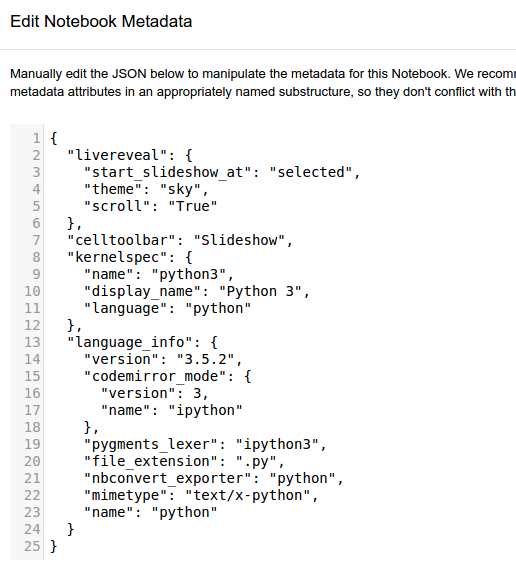 Edit Notebook Metadata
Manually edit the JSON below to manipulate the metadata for this Notebook. We
metadata attributes in an appropriately named substructure, so they don't conflict with
1 {
2   "livereveal": {
3     "start_slideshow_at": "selected",
4     "theme": "sky",
5     "scroll": "True"
6   },
7   "celltoolbar": "Slideshow",
8   "kernelspec": {
9     "name": "python3",
10     "display_name": "Python 3",
11     "language": "python"
12   },
13   "language_info": {
14     "version": "3.5.2",
15     "codemirror_mode": {
16       "version": 3,
17       "name": "ipython"
18     },
19     "pygments_lexer": "ipython3",
20     "file_extension": ".py",
21     "nbconvert_exporter": "python",
22     "mimetype": "text/x-python",
23     "name": "python"
24   }
25 }